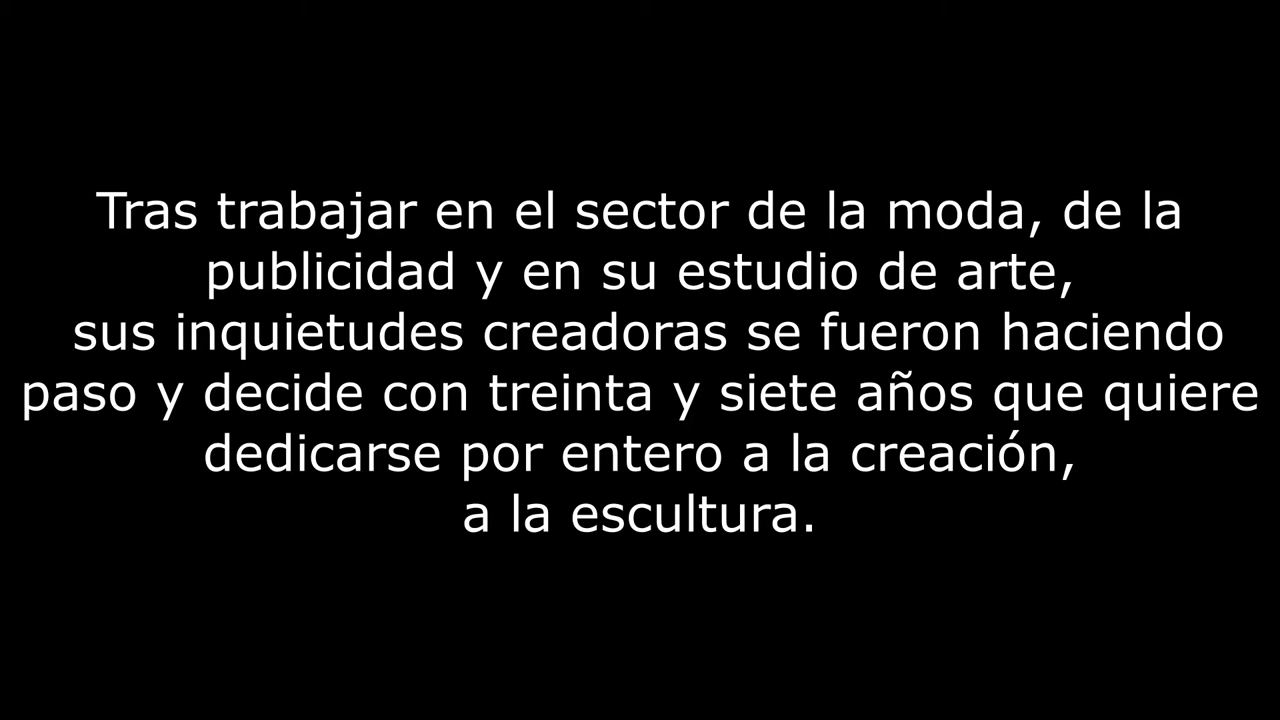 Tras trabajar en el sector de la moda, de la
publicidad y en su estudio de arte,
sus inquietudes creadoras se fueron haciendo
paso y decide con treinta y siete años que quiere
dedicarse por entero a la creación,
a la escultura.